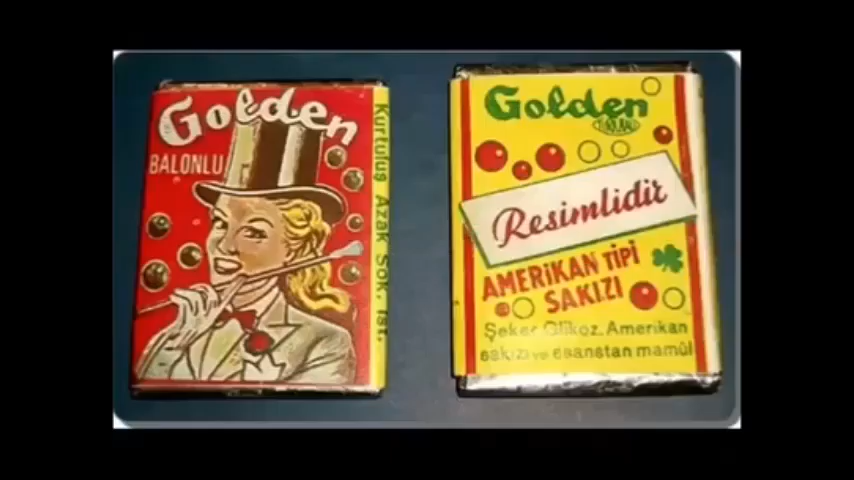 Golden
BALONLU
Kurtuluş Azak Sok. İst.
Golden
Resimlidir
AMERİKAN TİPİ
SAKIZI
Şeker Glikoz. Amerikan
sakızı ve esanstan mamûl